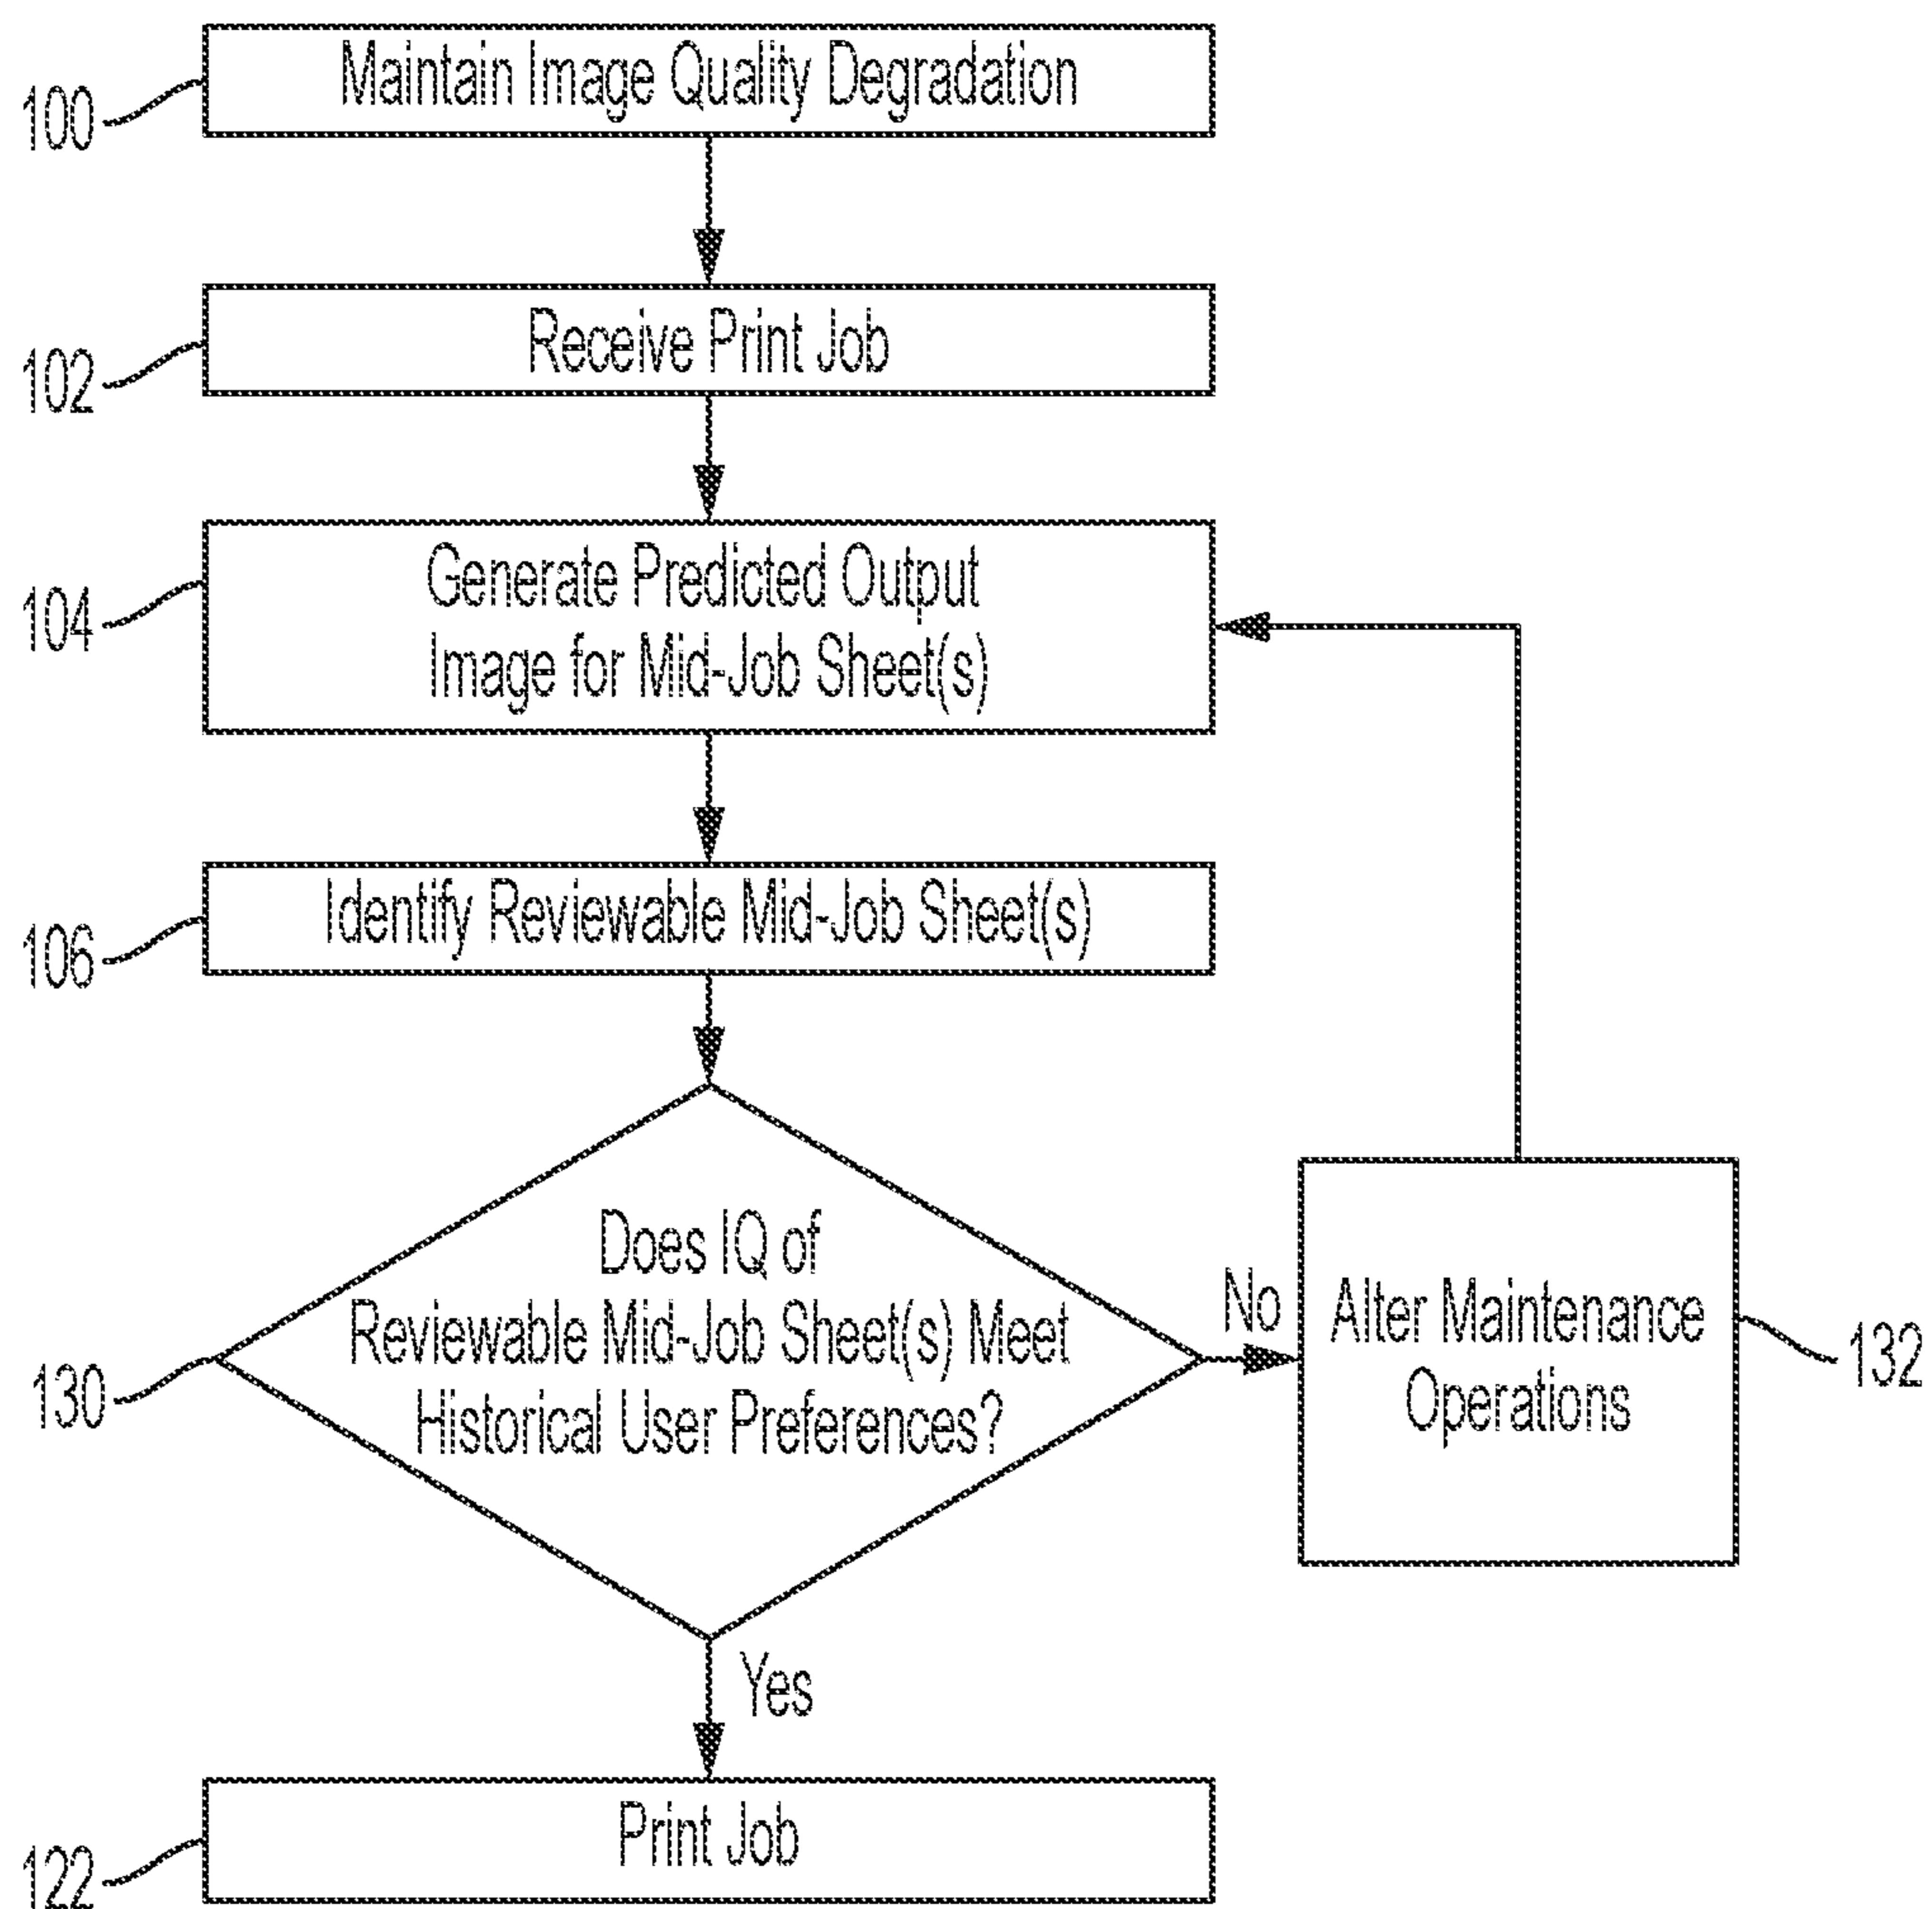 Maintain Image Quality Degradation
100
Receive Print Job
102
Generate Predicted Output
Image for Mid-Job Sheet(s)
104
Identify Reviewable Mid-Job Sheet(s)
106
Does IQ of
Reviewable Mid-Job Sheet(s) Meet
Historical User Preferences?
130
No
Alter Maintenance
Operations
132
Yes
Print Job
122